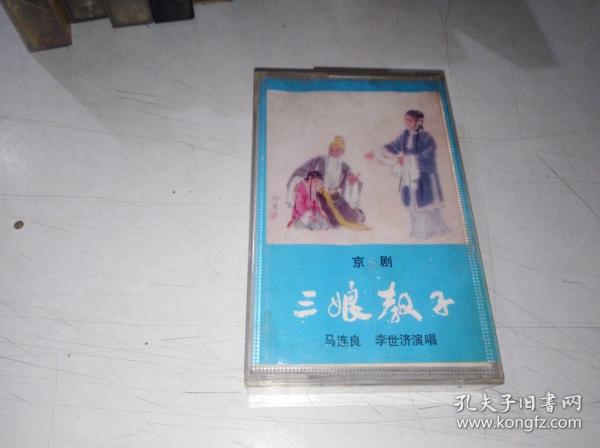 京 剧
三娘教子
马连良 李世济演唱
孔夫子旧书网
www.kongfz.com